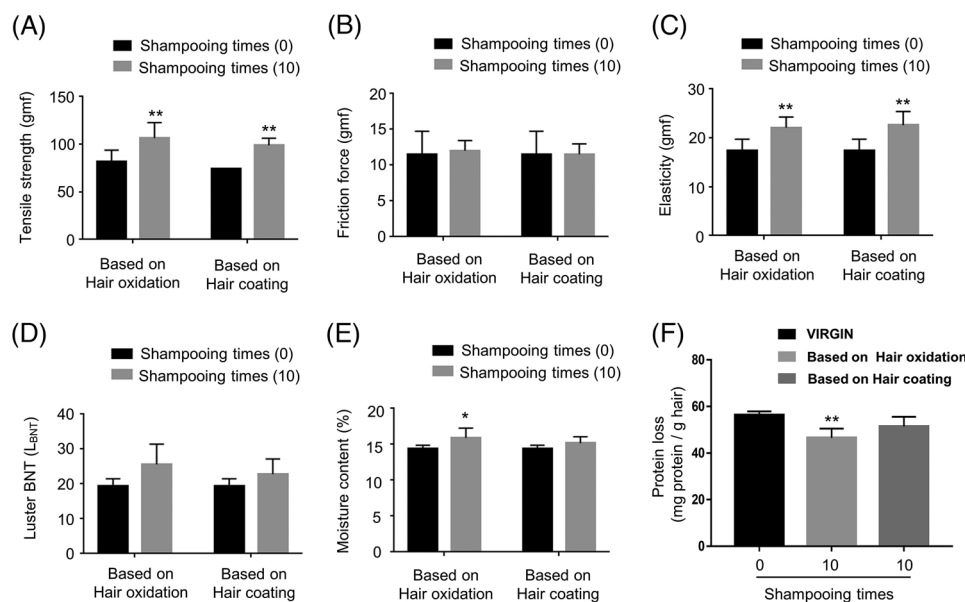 (A)
Shampooing times (0)
Shampooing times (10)
Tensile strength (gmf)
150
100
50
0
**
**
Based on
Hair oxidation
Based on
Hair coating
(B)
Shampooing times (0)
Shampooing times (10)
Friction force (gmf)
20
15
10
5
0
Based on
Hair oxidation
Based on
Hair coating
(C)
Shampooing times (0)
Shampooing times (10)
Elasticity (gmf)
30
20
10
0
**
**
Based on
Hair oxidation
Based on
Hair coating
(D)
Shampooing times (0)
Shampooing times (10)
Luster BNT (LBNT)
40
30
20
10
0
Based on
Hair oxidation
Based on
Hair coating
(E)
Shampooing times (0)
Shampooing times (10)
Moisture content (%)
20
15
10
5
0
*
Based on
Hair oxidation
Based on
Hair coating
(F)
VIRGIN
Based on Hair oxidation
Based on Hair coating
Protein loss
(mg protein / g hair)
80
60
40
20
0
**
0
10
10
Shampooing times